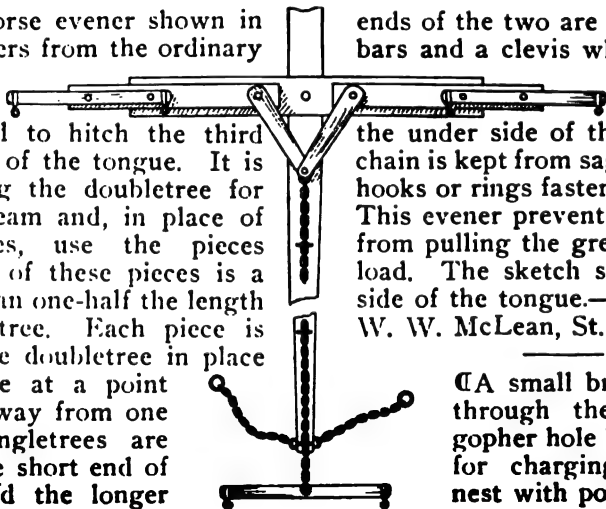 orse evener shown in
ers from the ordinary
l to hitch the third
of the tongue. It is
g the doubletree for
eam and, in place of
es, use the pieces
of these pieces is a
an one-half the length
tree. Each piece is
e doubletree in place
e at a point
way from one
ngletrees are
e short end of
d the longer
ends of the two are
bars and a clevis w
the under side of th
chain is kept from sa
hooks or rings faster
This evener prevent
from pulling the gre
load. The sketch s
side of the tongue.—
W. W. McLean, St.
₵A small br
through the
gopher hole
for charging
nest with po